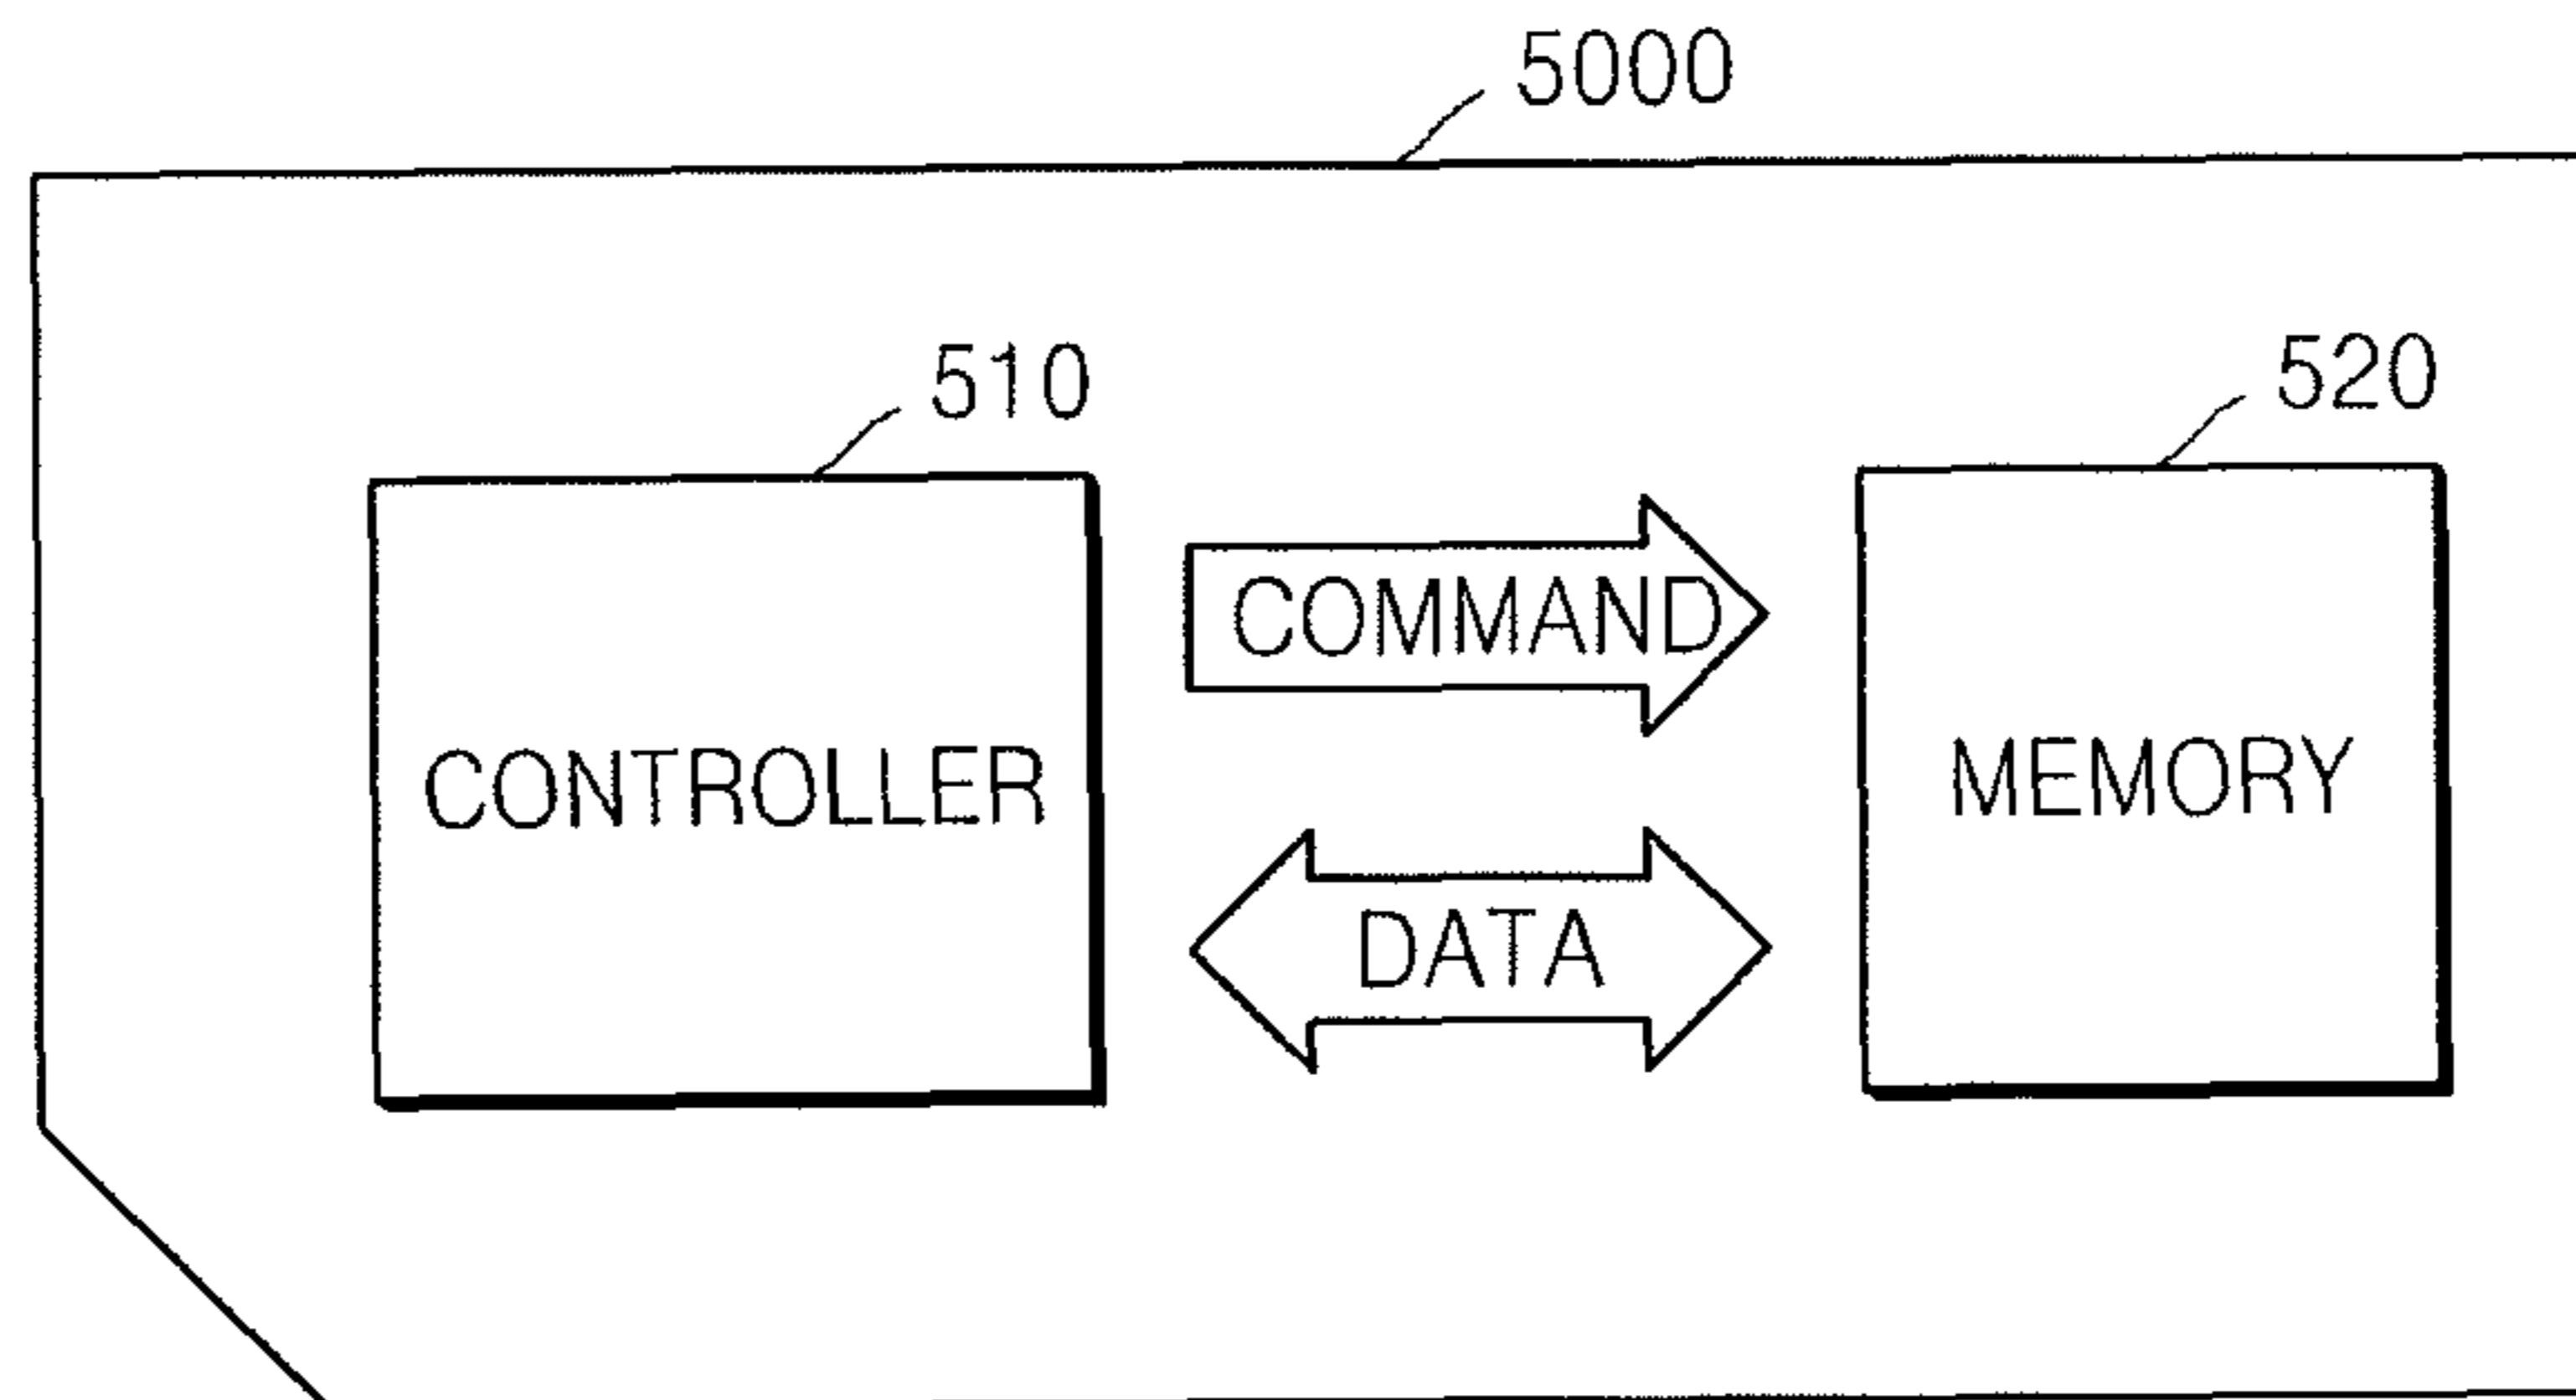 5000
510
520
COMMAND
CONTROLLER
MEMORY
DATA